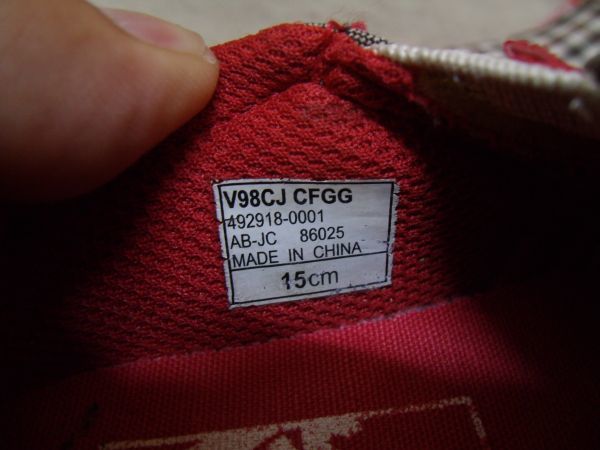 V98CJ CFGG
492918-0001
AB-JC 86025
MADE IN CHINA
15cm